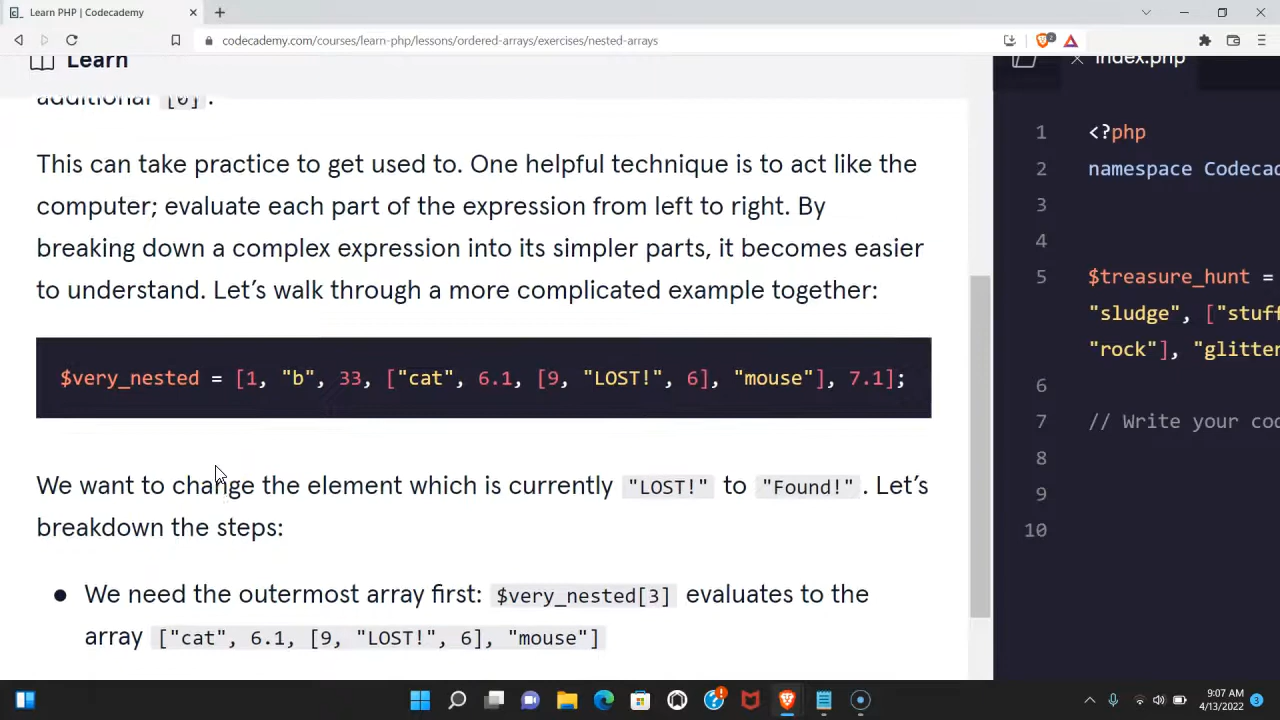 Learn PHP | Codecademy
codecademy.com/courses/learn-php/lessons/ordered-arrays/exercises/nested-arrays
2
Learn
index.php
additional [0].
This can take practice to get used to. One helpful technique is to act like the
computer; evaluate each part of the expression from left to right. By
breaking down a complex expression into its simpler parts, it becomes easier
to understand. Let’s walk through a more complicated example together:
$very_nested = [1, "b", 33, ["cat", 6.1, [9, "LOST!", 6], "mouse"], 7.1];
We want to change the element which is currently "LOST!" to "Found!". Let’s
breakdown the steps:
● We need the outermost array first: $very_nested[3] evaluates to the
array ["cat", 6.1, [9, "LOST!", 6], "mouse"]
1 <?php
2 namespace Codecad
3
4
5 $treasure_hunt =
"sludge", ["stuff
"rock"], "glitter
6
7 // Write your cod
8
9
10
9:07 AM
4/13/2022
3